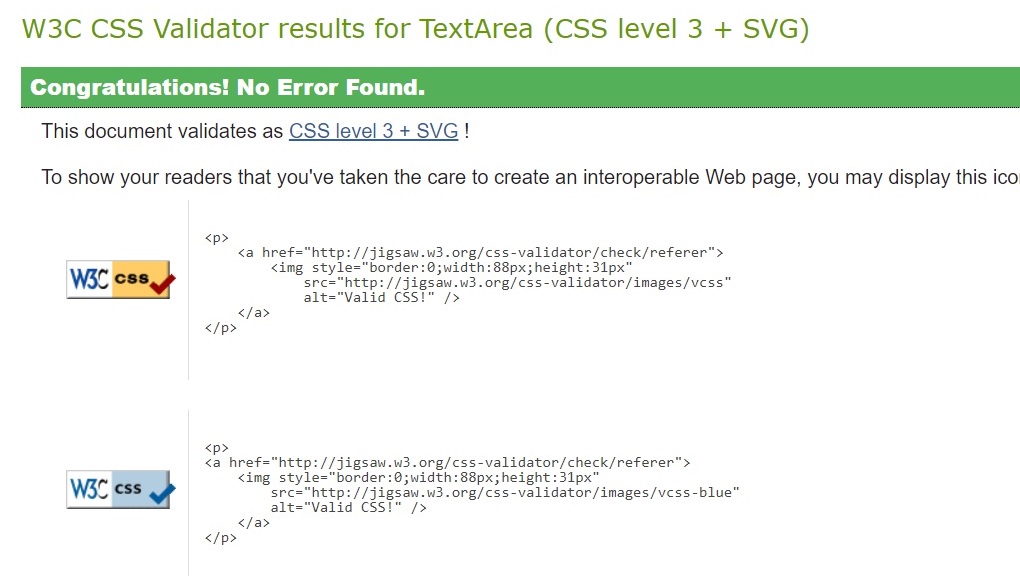 W3C CSS Validator results for TextArea (CSS level 3 + SVG)
Congratulations! No Error Found.
This document validates as CSS level 3 + SVG !
To show your readers that you've taken the care to create an interoperable Web page, you may display this
<p>
<a href="http://jigsaw.w3.org/css-validator/check/referer">
<img style="border:0;width:88px;height:31px"
src="http://jigsaw.w3.org/css-validator/images/vcss"
alt="Valid CSS!" />
</a>
</p>
W3C css
<p>
<a href="http://jigsaw.w3.org/css-validator/check/referer">
<img style="border:0;width:88px;height:31px"
src="http://jigsaw.w3.org/css-validator/images/vcss-blue"
alt="Valid CSS!" />
</a>
</p>
W3C css